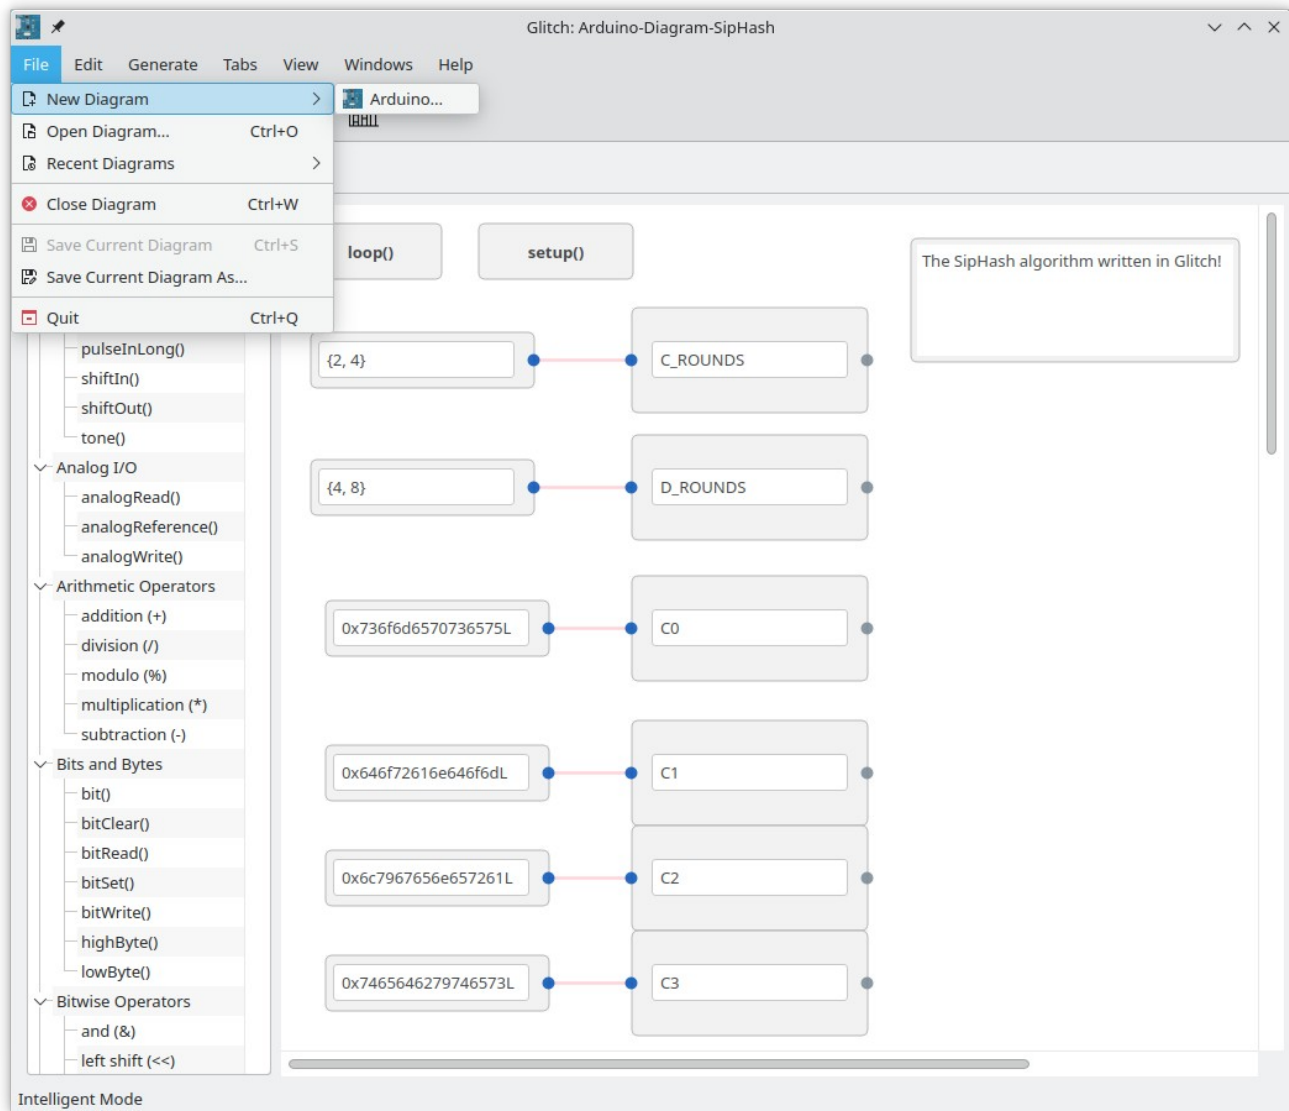 Glitch: Arduino-Diagram-SipHash
File Edit Generate Tabs View Windows Help
New Diagram
Arduino...
Open Diagram... Ctrl+O
Recent Diagrams
Close Diagram Ctrl+W
Save Current Diagram Ctrl+S
Save Current Diagram As...
Quit Ctrl+Q
pulseInLong()
shiftIn()
shiftOut()
tone()
Analog I/O
analogRead()
analogReference()
analogWrite()
Arithmetic Operators
addition (+)
division (/)
modulo (%)
multiplication (*)
subtraction (-)
Bits and Bytes
bit()
bitClear()
bitRead()
bitSet()
bitWrite()
highByte()
lowByte()
Bitwise Operators
and (&)
left shift (<<)
loop()
setup()
The SipHash algorithm written in Glitch!
{2, 4} C_ROUNDS
{4, 8} D_ROUNDS
0x736f6d6570736575L C0
0x646f72616e646f6dL C1
0x6c7967656e657261L C2
0x7465646279746573L C3
Intelligent Mode